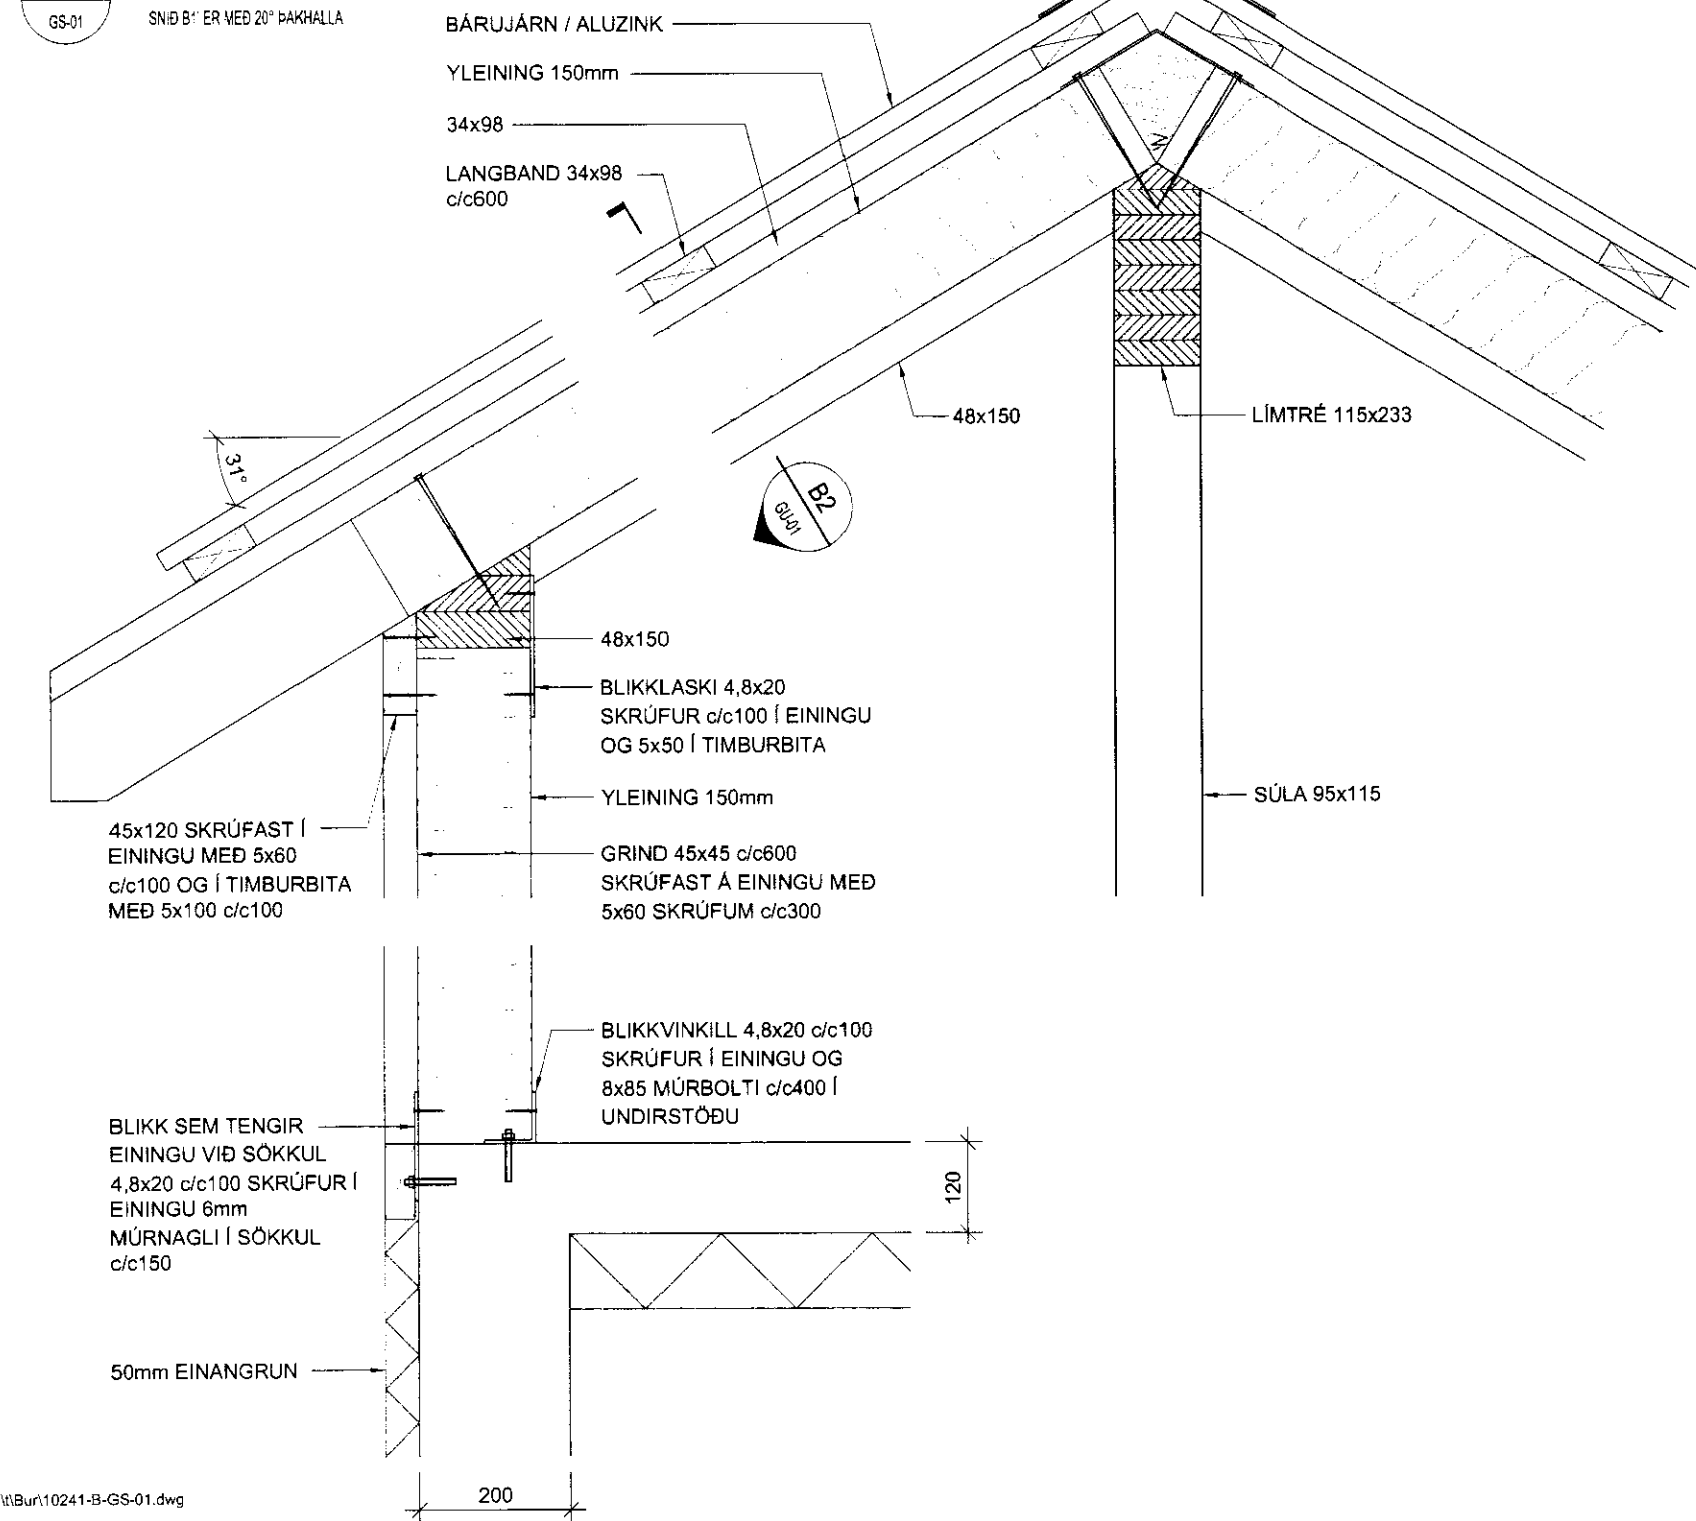 GS-01
SNIÐ B1' ER MEÐ 20° ÞAKHALLA
BÁRUJÁRN / ALUZINK
YLEINING 150mm
34x98
LANGBAND 34x98
c/c600
31°
48x150
LÍMTRÉ 115x233
B2
GU-01
48x150
BLIKKLASKI 4,8x20
SKRÚFUR c/c100 Í EININGU
OG 5x50 Í TIMBURBITA
YLEINING 150mm
SÚLA 95x115
45x120 SKRÚFAST Í
EININGU MEÐ 5x60
c/c100 OG Í TIMBURBITA
MEÐ 5x100 c/c100
GRIND 45x45 c/c600
SKRÚFAST Á EININGU MEÐ
5x60 SKRÚFUM c/c300
BLIKKVINKILL 4,8x20 c/c100
SKRÚFUR Í EININGU OG
8x85 MÚRBOLTI c/c400 Í
UNDIRSTÖÐU
BLIKK SEM TENGIR
EININGU VIÐ SÖKKUL
4,8x20 c/c100 SKRÚFUR Í
EININGU 6mm
MÚRNAGLI Í SÖKKUL
c/c150
120
50mm EINANGRUN
200
\Bur\10241-B-GS-01.dwg